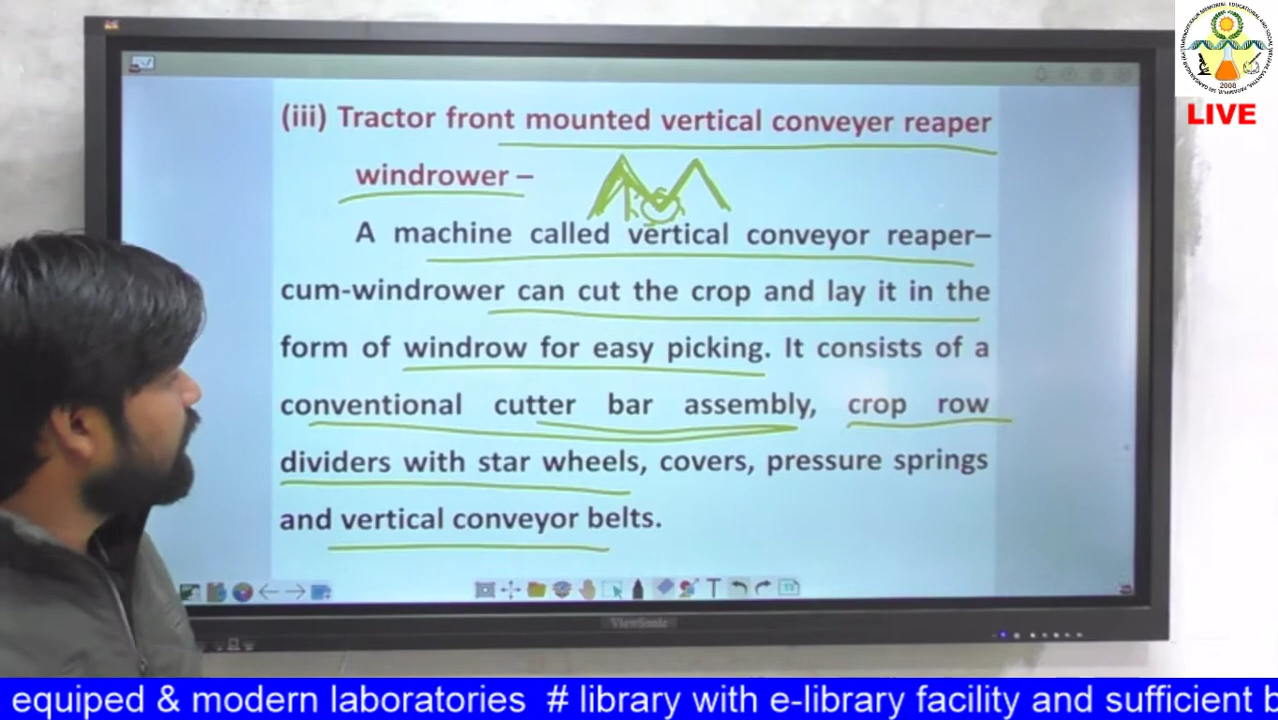 (iii) Tractor front mounted vertical conveyer reaper
windrower –
A machine called vertical conveyor reaper–
cum-windrower can cut the crop and lay it in the
form of windrow for easy picking. It consists of a
conventional cutter bar assembly, crop row
dividers with star wheels, covers, pressure springs
and vertical conveyor belts.
ViewSonic
2008
LIVE
equiped & modern laboratories # library with e-library facility and sufficient b